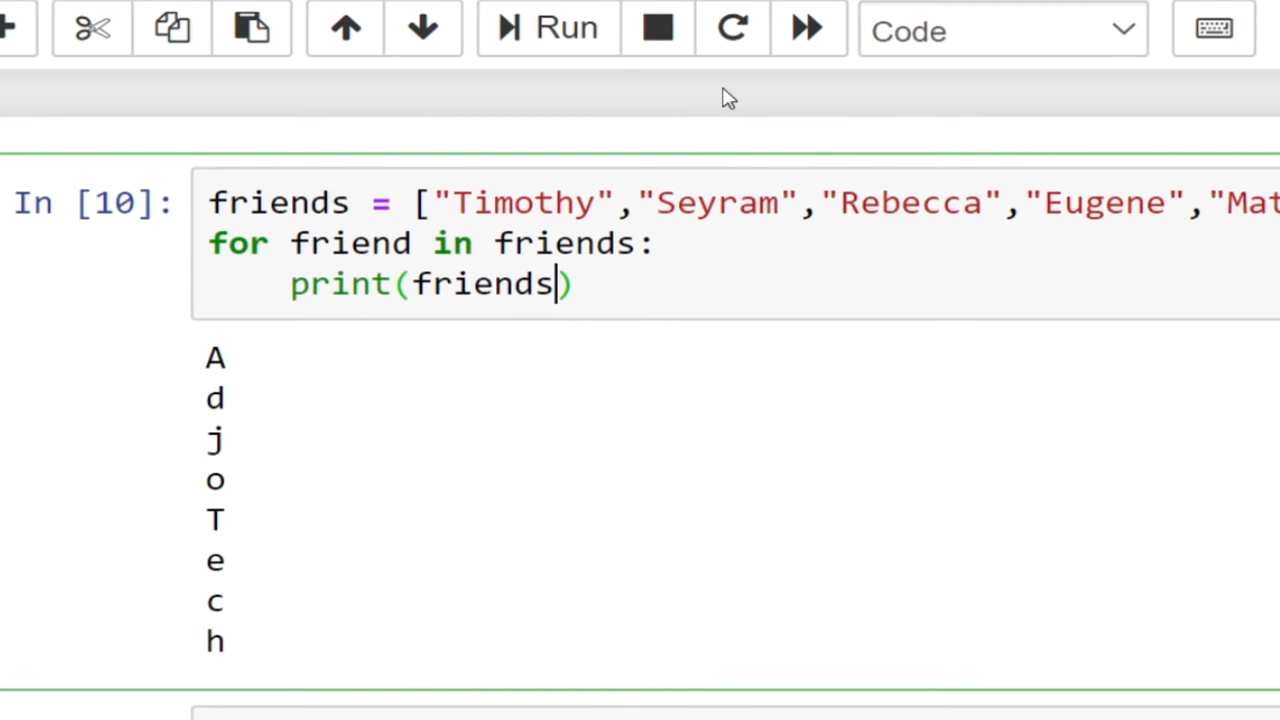 Run
Code
In [10]:
friends = ["Timothy","Seyram","Rebecca","Eugene","Mat
for friend in friends:
    print(friends)
A
d
j
o
T
e
c
h